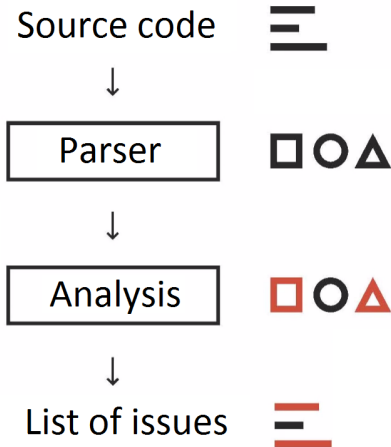 Source code
Parser
Analysis
List of issues